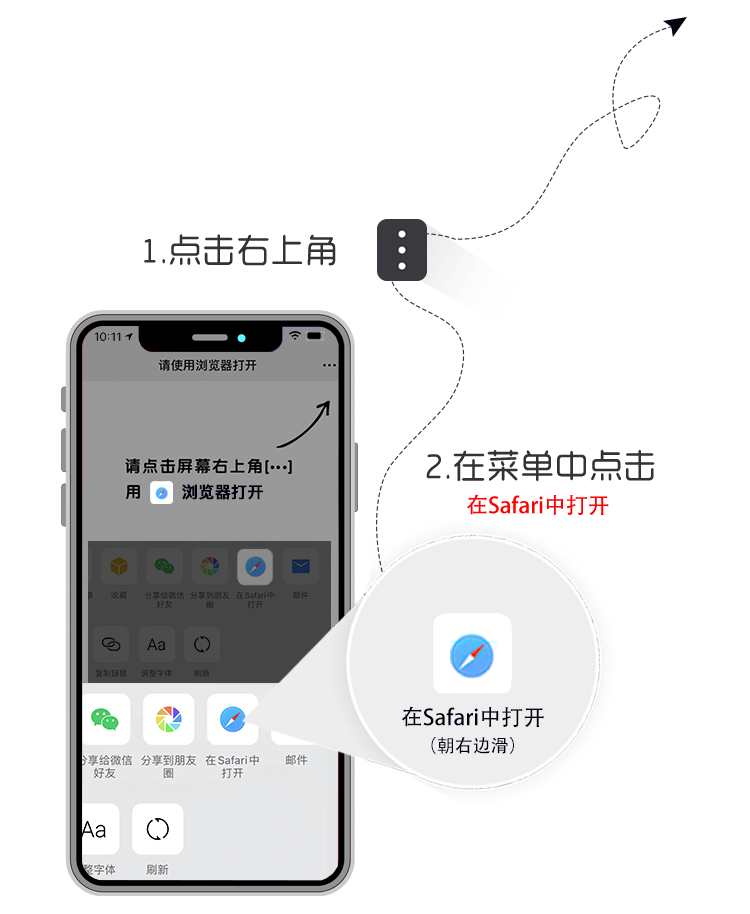 1.点击右上角
10:11
请使用浏览器打开
请点击屏幕右上角[···]
用 浏览器打开
收藏
分享给微信
好友
分享到朋友
圈
在Safari中
打开
邮件
复制链接
Aa
调整字体
刷新
2.在菜单中点击
在Safari中打开
在Safari中打开
（朝右边滑）
分享给微信
好友
分享到朋友
圈
在Safari中
打开
邮件
Aa
整字体
刷新